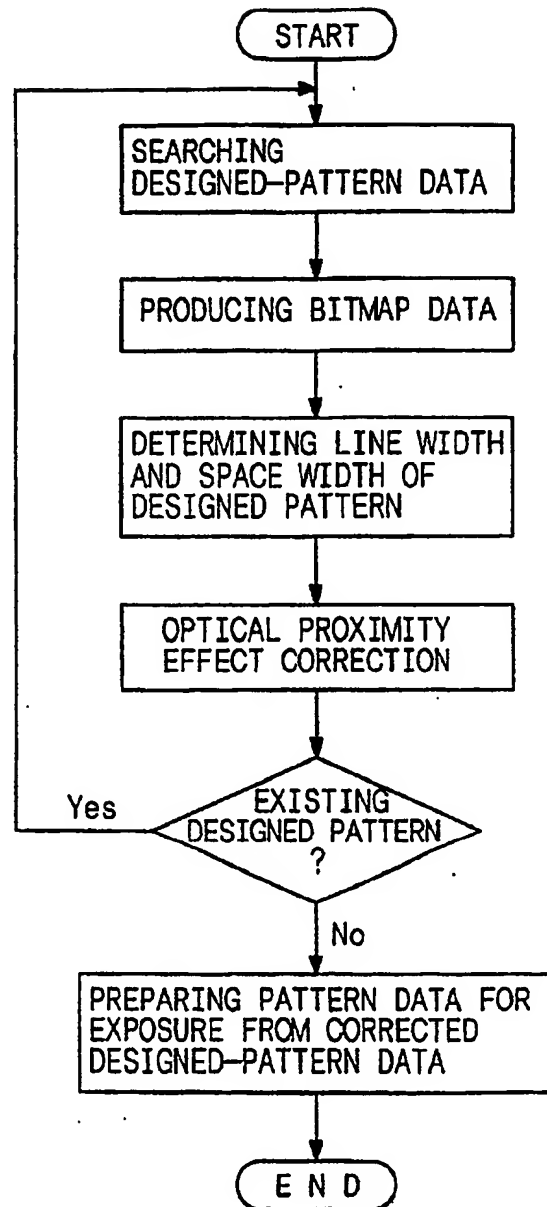 START
SEARCHING
DESIGNED-PATTERN DATA
PRODUCING BITMAP DATA
DETERMINING LINE WIDTH
AND SPACE WIDTH OF
DESIGNED PATTERN
OPTICAL PROXIMITY
EFFECT CORRECTION
EXISTING
DESIGNED PATTERN
?
Yes
No
PREPARING PATTERN DATA FOR
EXPOSURE FROM CORRECTED
DESIGNED-PATTERN DATA
E N D